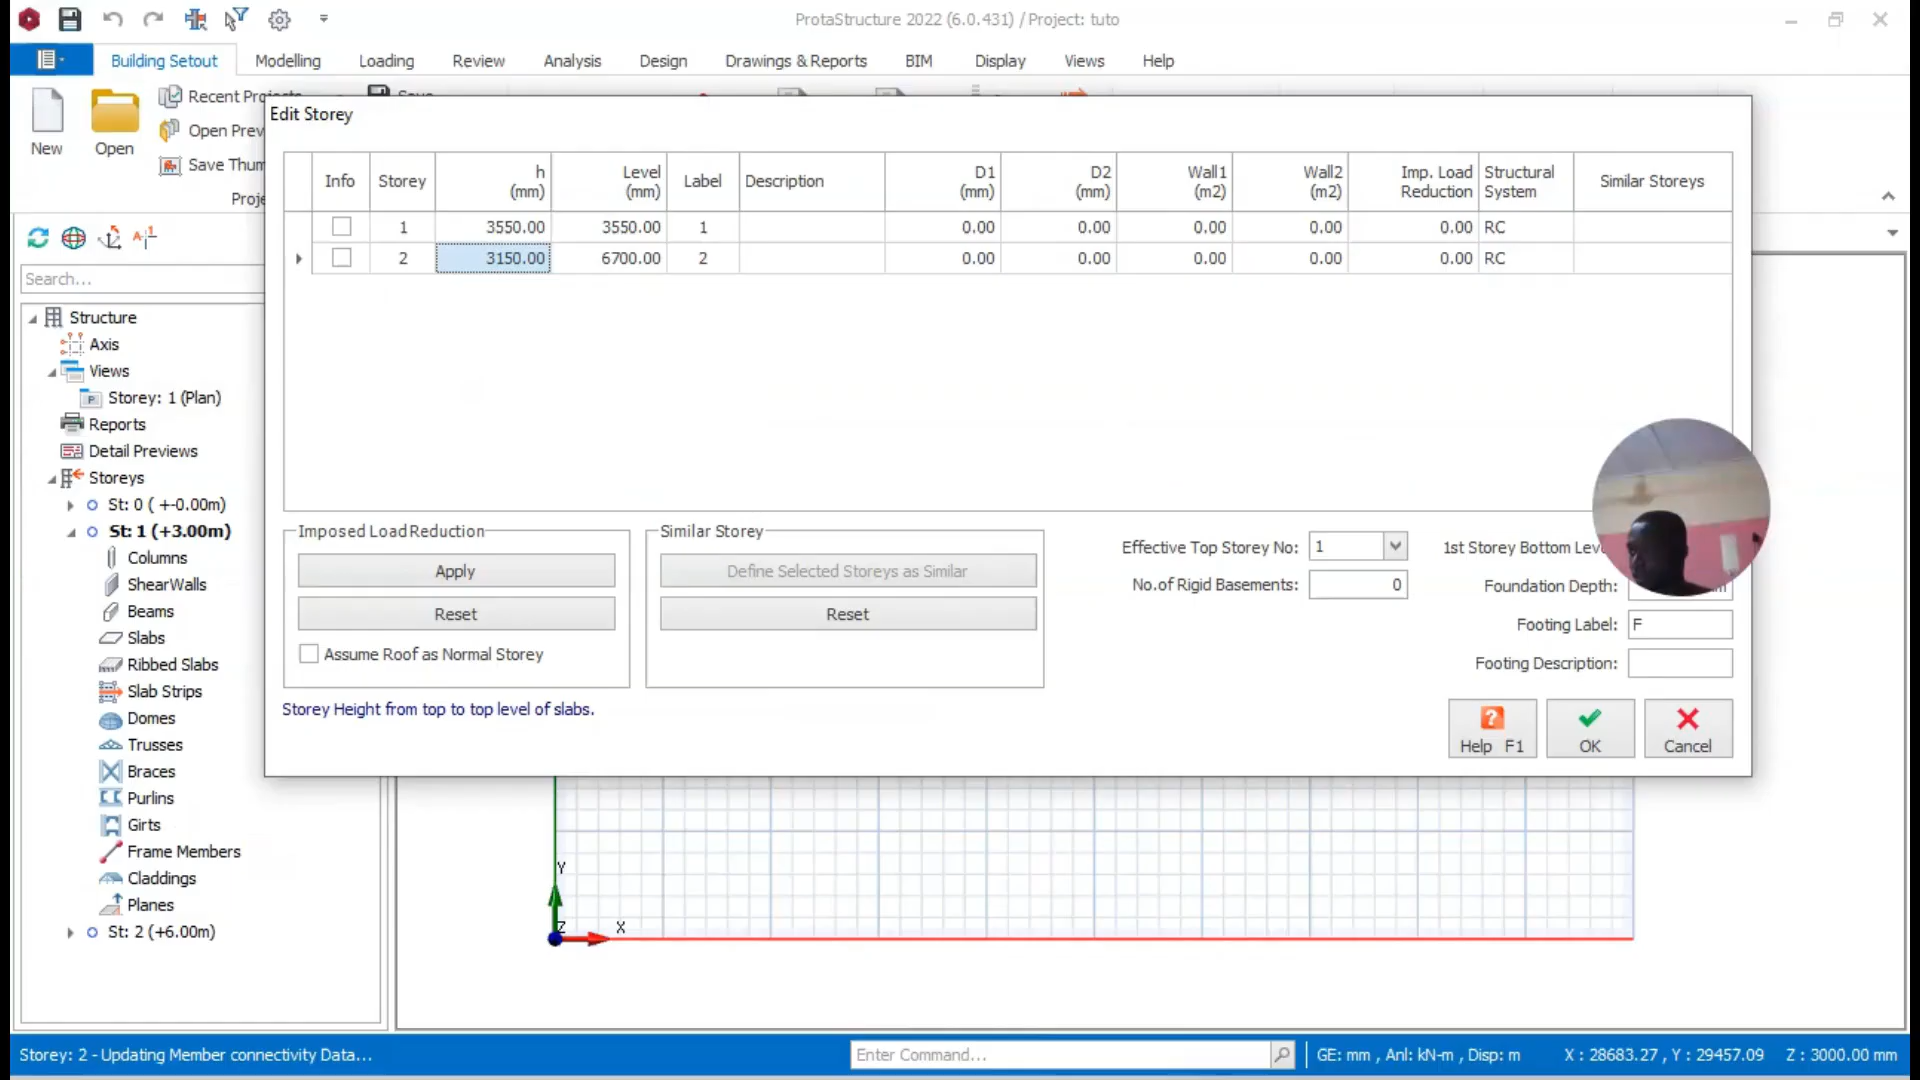 ProtaStructure 2022 (6.0.431) / Project: tuto
Building Setout
Modelling
Loading
Review
Analysis
Design
Drawings & Reports
BIM
Display
Views
Help
New
Open
Recent Projects
Open Prev
Save Thum
Proje
Edit Storey
Info
Storey
h
(mm)
Level
(mm)
Label
Description
D1
(mm)
D2
(mm)
Wall1
(m2)
Wall2
(m2)
Imp. Load
Reduction
Structural
System
Similar Storeys
1 3550.00 3550.00 1 0.00 0.00 0.00 0.00 0.00 RC
2 3150.00 6700.00 2 0.00 0.00 0.00 0.00 0.00 RC
Search...
Structure
Axis
Views
Storey: 1 (Plan)
Reports
Detail Previews
Storeys
St: 0 ( +-0.00m)
St: 1 (+3.00m)
Columns
ShearWalls
Beams
Slabs
Ribbed Slabs
Slab Strips
Domes
Trusses
Braces
Purlins
Girts
Frame Members
Claddings
Planes
St: 2 (+6.00m)
Imposed Load Reduction
Apply
Reset
Assume Roof as Normal Storey
Similar Storey
Define Selected Storeys as Similar
Reset
Effective Top Storey No: 1
No.of Rigid Basements: 0
1st Storey Bottom Leve
Foundation Depth:
Footing Label: F
Footing Description:
Storey Height from top to top level of slabs.
Help F1
OK
Cancel
Y
Z
X
Storey: 2 - Updating Member connectivity Data...
Enter Command...
GE: mm , Anl: kN-m , Disp: m
X : 28683.27 , Y : 29457.09
Z : 3000.00 mm